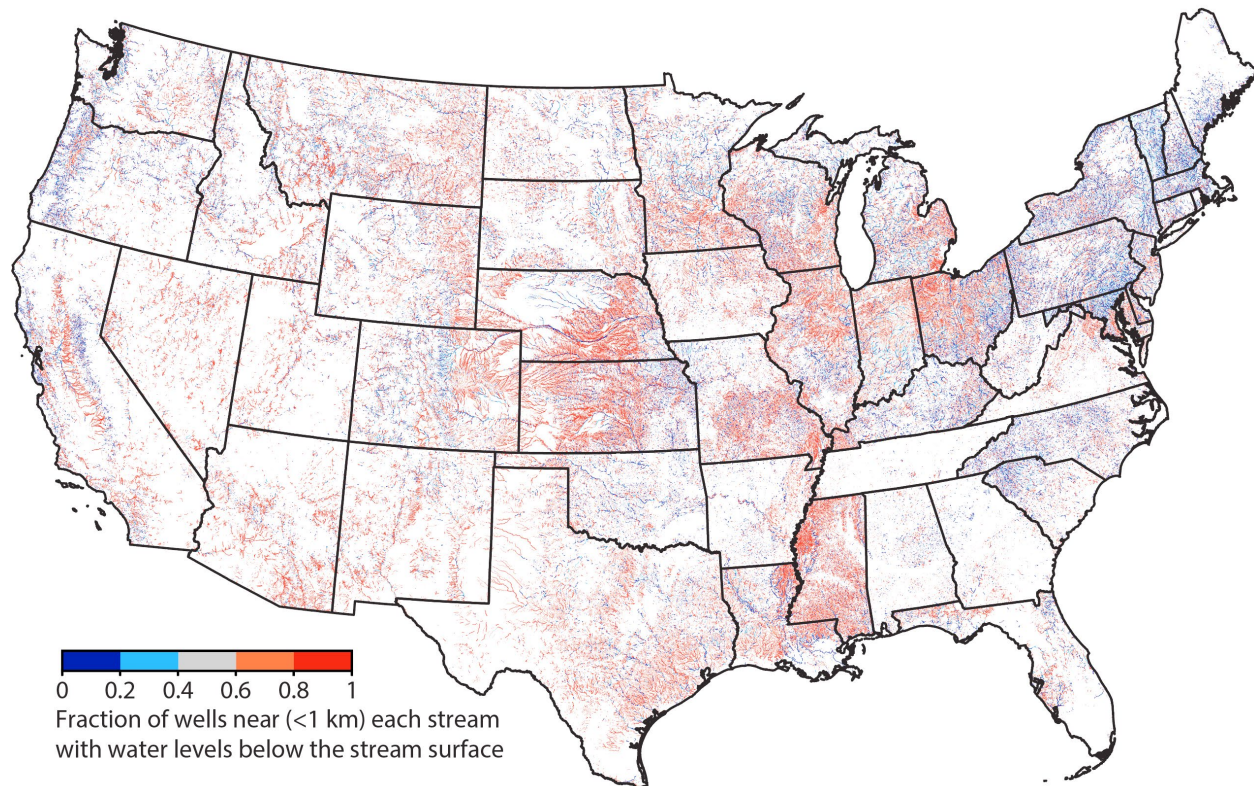 0 0.2 0.4 0.6 0.8 1
Fraction of wells near (<1 km) each stream
with water levels below the stream surface